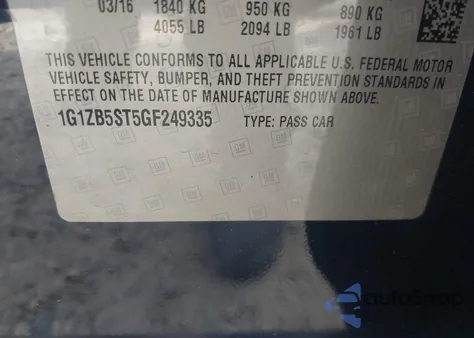 03/16 1840 KG 950 KG 890 KG
4055 LB 2094 LB 1961 LB
THIS VEHICLE CONFORMS TO ALL APPLICABLE U.S. FEDERAL MOTOR
VEHICLE SAFETY, BUMPER, AND THEFT PREVENTION STANDARDS IN
EFFECT ON THE DATE OF MANUFACTURE SHOWN ABOVE.
1G1ZB5ST5GF249335 TYPE: PASS CAR